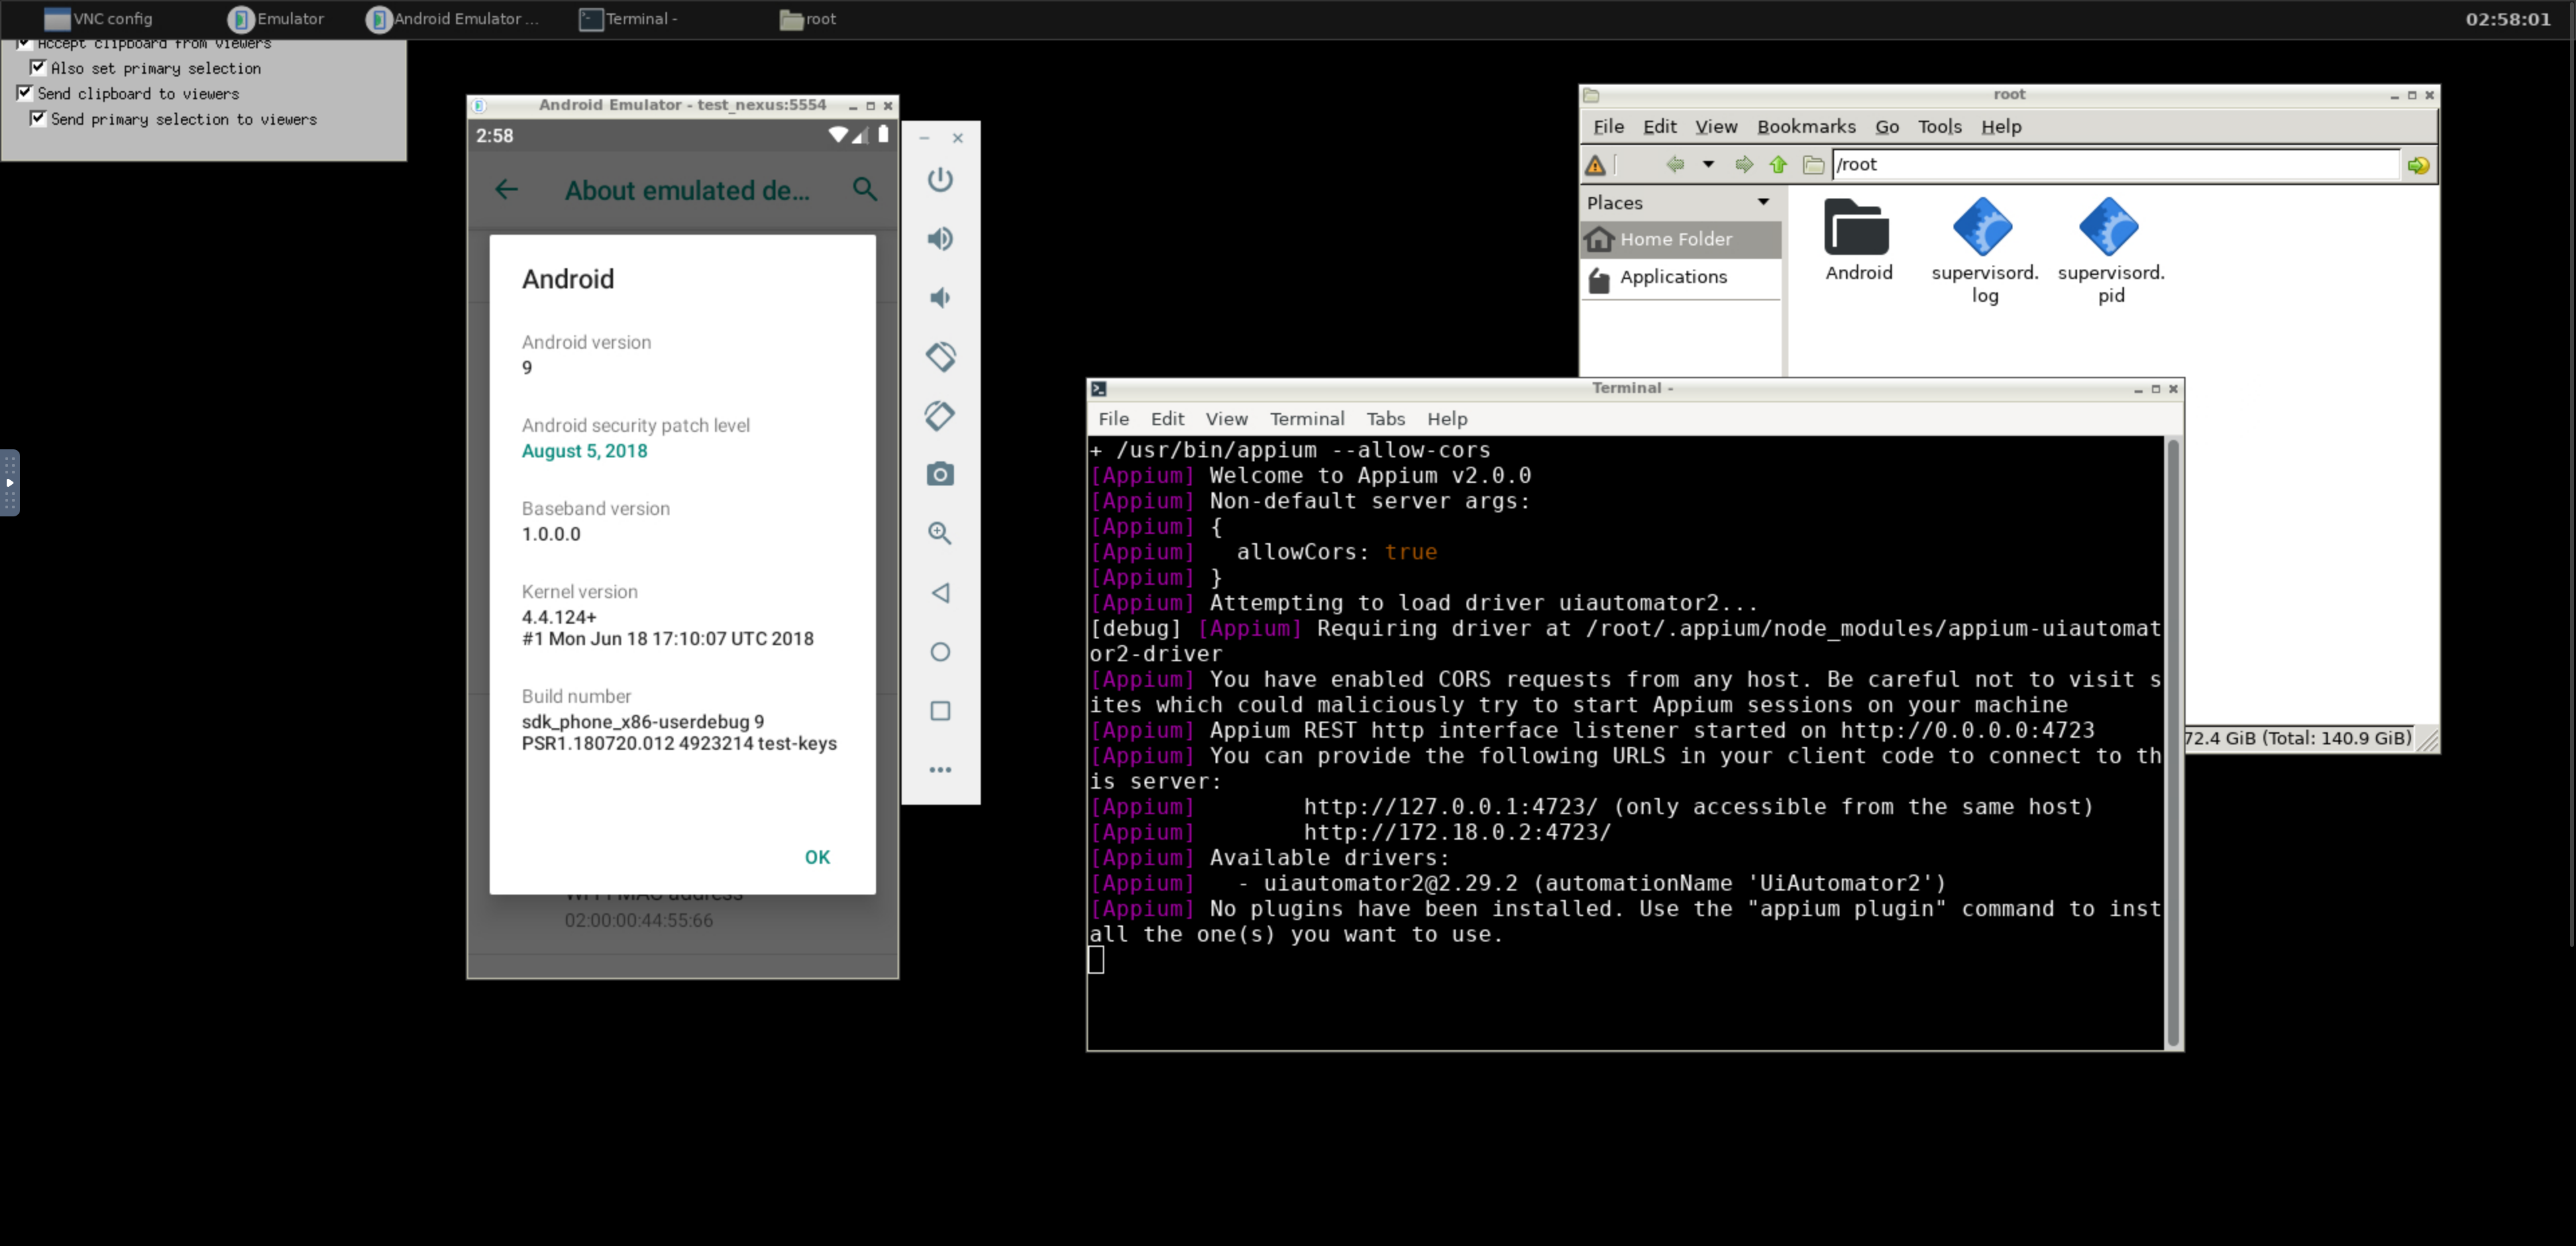 VNC config
Emulator
Android Emulator ...
Terminal -
root
02:58:01
Accept clipboard from viewers
Also set primary selection
Send clipboard to viewers
Send primary selection to viewers
Android Emulator - test_nexus:5554
2:58
About emulated de...
Android
Android version
9
Android security patch level
August 5, 2018
Baseband version
1.0.0.0
Kernel version
4.4.124+
#1 Mon Jun 18 17:10:07 UTC 2018
Build number
sdk_phone_x86-userdebug 9
PSR1.180720.012 4923214 test-keys
OK
Wi-Fi MAC address
02:00:00:44:55:66
root
File Edit View Bookmarks Go Tools Help
/root
Places
Home Folder
Applications
Android
supervisord.
log
supervisord.
pid
72.4 GiB (Total: 140.9 GiB)
Terminal -
File Edit View Terminal Tabs Help
+ /usr/bin/appium --allow-cors
[Appium] Welcome to Appium v2.0.0
[Appium] Non-default server args:
[Appium] {
[Appium]   allowCors: true
[Appium] }
[Appium] Attempting to load driver uiautomator2...
[debug] [Appium] Requiring driver at /root/.appium/node_modules/appium-uiautomat
or2-driver
[Appium] You have enabled CORS requests from any host. Be careful not to visit s
ites which could maliciously try to start Appium sessions on your machine
[Appium] Appium REST http interface listener started on http://0.0.0.0:4723
[Appium] You can provide the following URLS in your client code to connect to th
is server:
[Appium]        http://127.0.0.1:4723/ (only accessible from the same host)
[Appium]        http://172.18.0.2:4723/
[Appium] Available drivers:
[Appium]   - uiautomator2@2.29.2 (automationName 'UiAutomator2')
[Appium] No plugins have been installed. Use the "appium plugin" command to inst
all the one(s) you want to use.